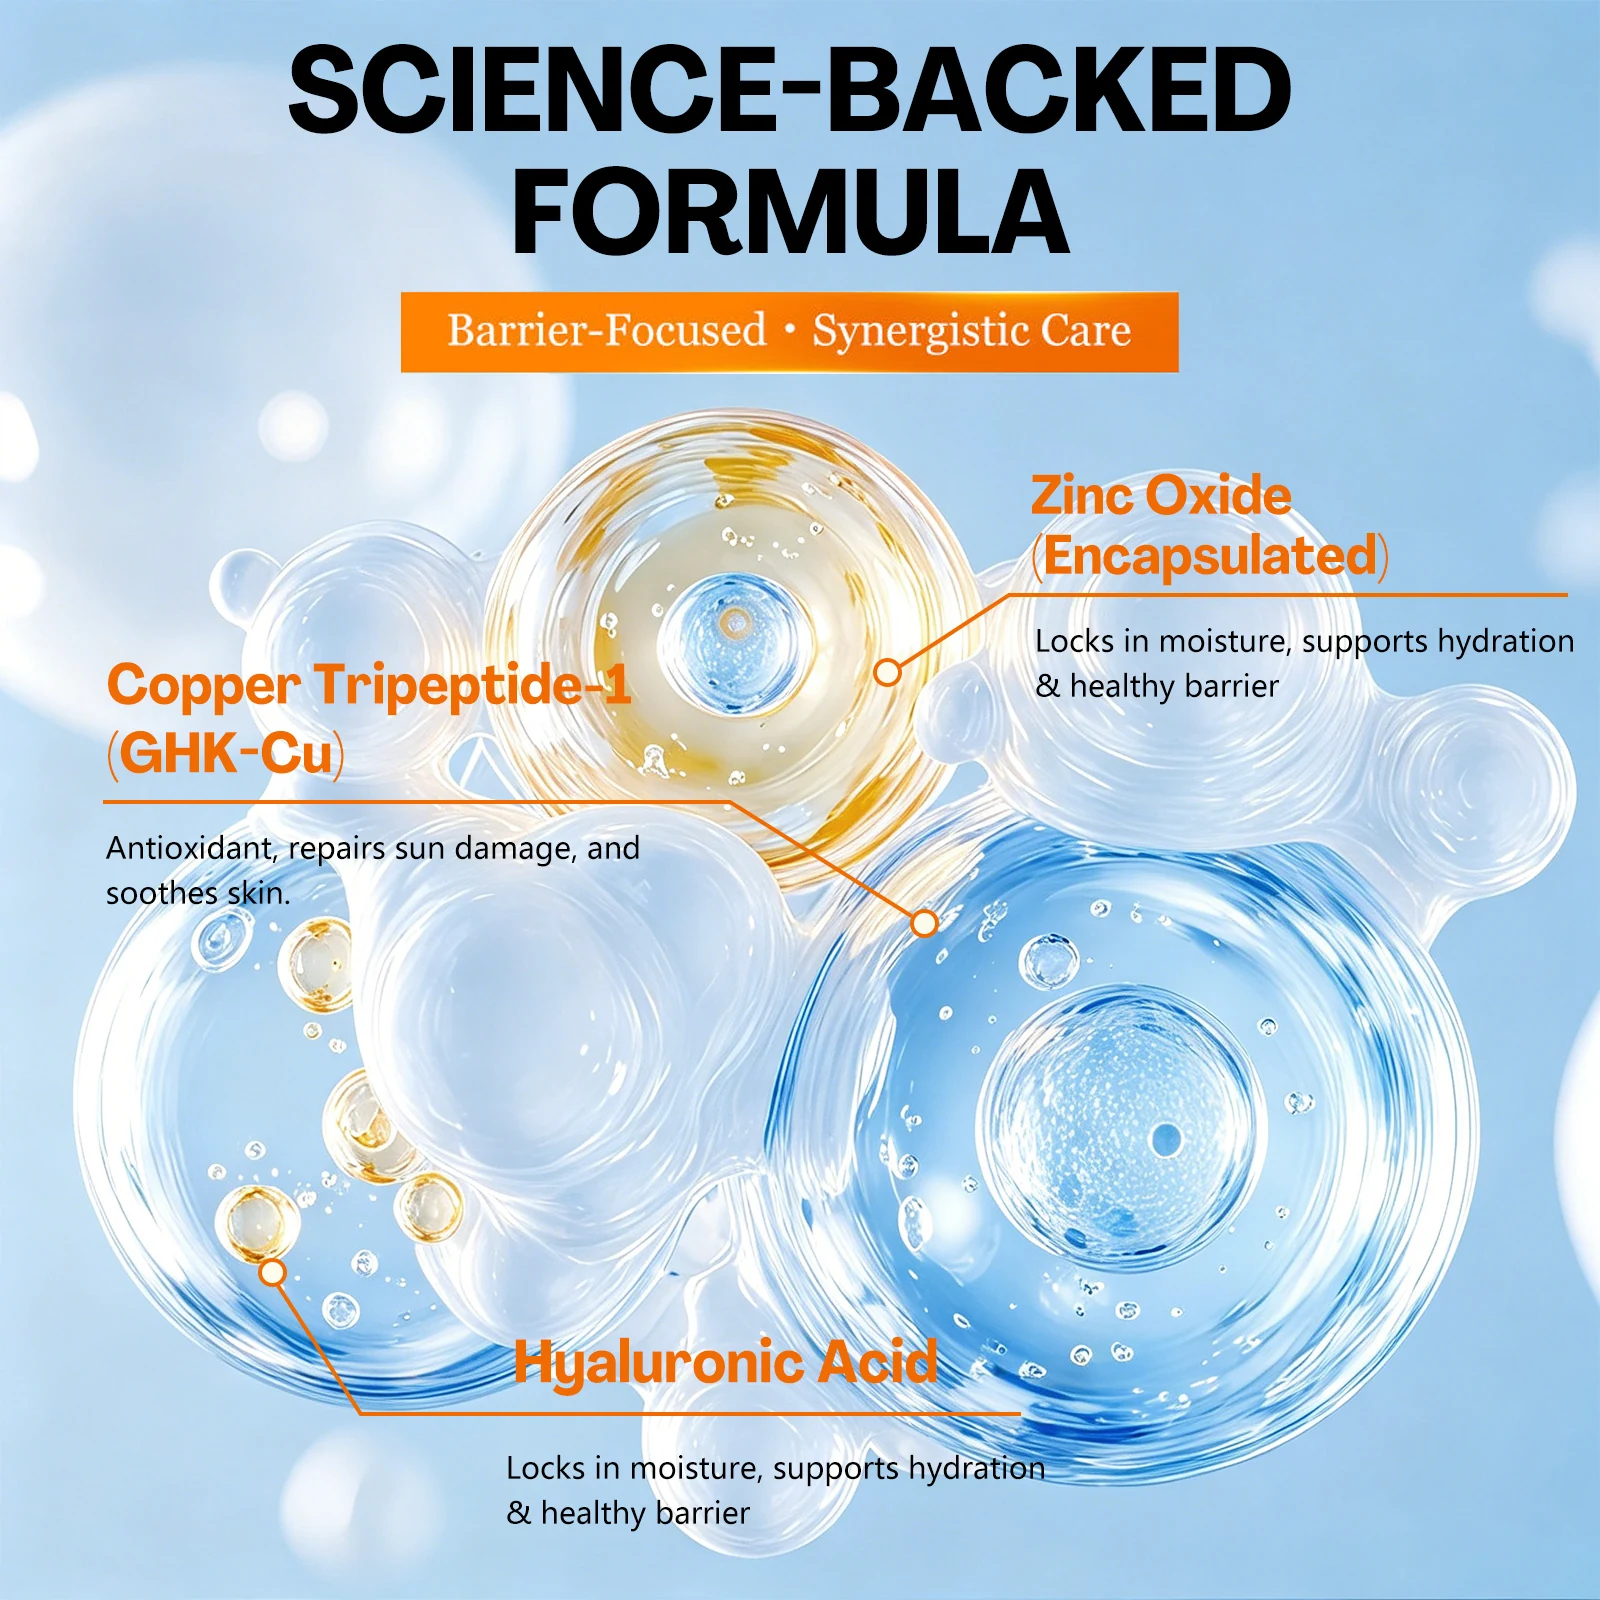 SCIENCE-BACKED
FORMULA
Barrier-Focused • Synergistic Care
Zinc Oxide
(Encapsulated)
Locks in moisture, supports hydration
& healthy barrier
Copper Tripeptide-1
(GHK-Cu)
Antioxidant, repairs sun damage, and
soothes skin.
Hyaluronic Acid
Locks in moisture, supports hydration
& healthy barrier